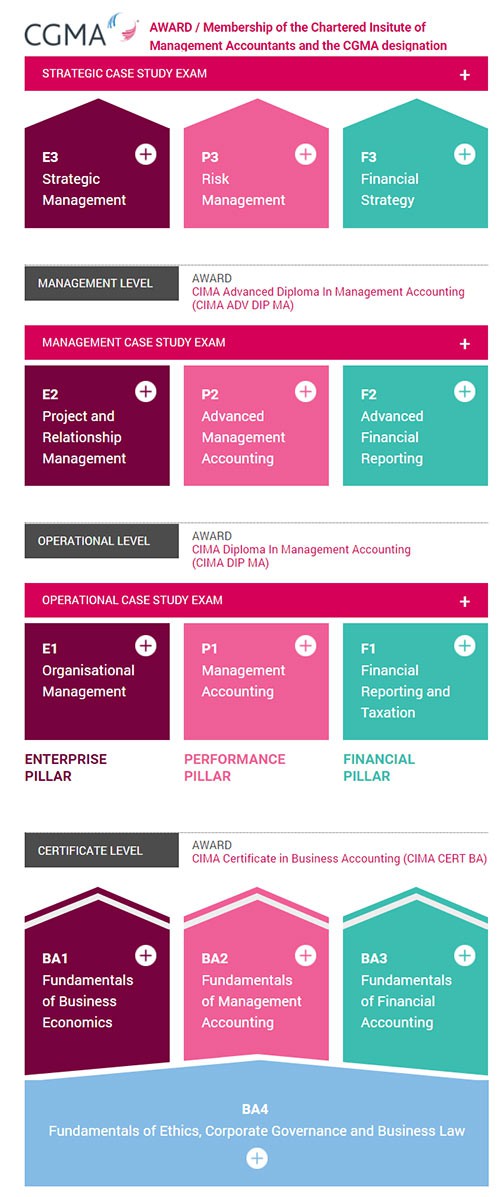 CGMA
AWARD / Membership of the Chartered Insitute of
Management Accountants and the CGMA designation
STRATEGIC CASE STUDY EXAM +
E3
Strategic
Management
P3
Risk
Management
F3
Financial
Strategy
MANAGEMENT LEVEL
AWARD
CIMA Advanced Diploma In Management Accounting
(CIMA ADV DIP MA)
MANAGEMENT CASE STUDY EXAM +
E2
Project and
Relationship
Management
P2
Advanced
Management
Accounting
F2
Advanced
Financial
Reporting
OPERATIONAL LEVEL
AWARD
CIMA Diploma In Management Accounting
(CIMA DIP MA)
OPERATIONAL CASE STUDY EXAM +
E1
Organisational
Management
P1
Management
Accounting
F1
Financial
Reporting and
Taxation
ENTERPRISE
PILLAR
PERFORMANCE
PILLAR
FINANCIAL
PILLAR
CERTIFICATE LEVEL
AWARD
CIMA Certificate in Business Accounting (CIMA CERT BA)
BA1
Fundamentals
of Business
Economics
BA2
Fundamentals
of Management
Accounting
BA3
Fundamentals
of Financial
Accounting
BA4
Fundamentals of Ethics, Corporate Governance and Business Law